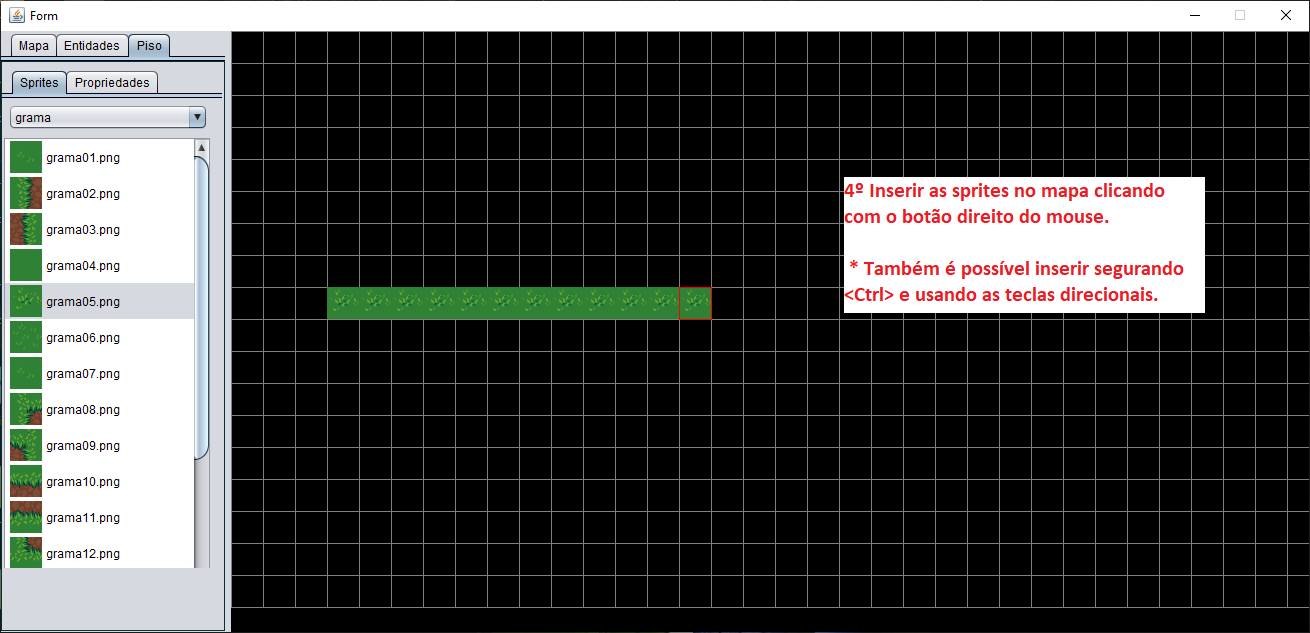 Form
Mapa Entidades Piso
Sprites Propriedades
grama
grama01.png
grama02.png
grama03.png
grama04.png
grama05.png
grama06.png
grama07.png
grama08.png
grama09.png
grama10.png
grama11.png
grama12.png
4º Inserir as sprites no mapa clicando
com o botão direito do mouse.
* Também é possível inserir segurando
<Ctrl> e usando as teclas direcionais.